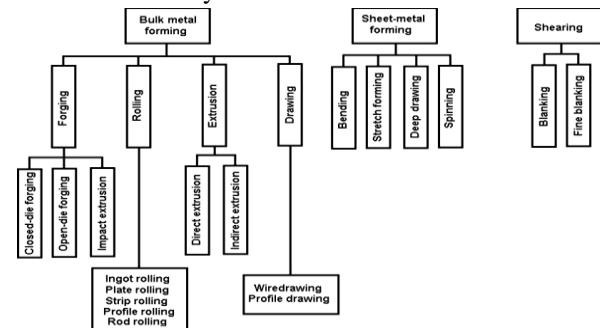 Bulk metal
forming
Sheet-metal
forming
Shearing
Forging
Rolling
Extrusion
Drawing
Bending
Stretch forming
Deep drawing
Spinning
Blanking
Fine blanking
Closed-die forging
Open-die forging
Impact extrusion
Direct extrusion
Indirect extrusion
Ingot rolling
Plate rolling
Strip rolling
Profile rolling
Rod rolling
Wiredrawing
Profile drawing